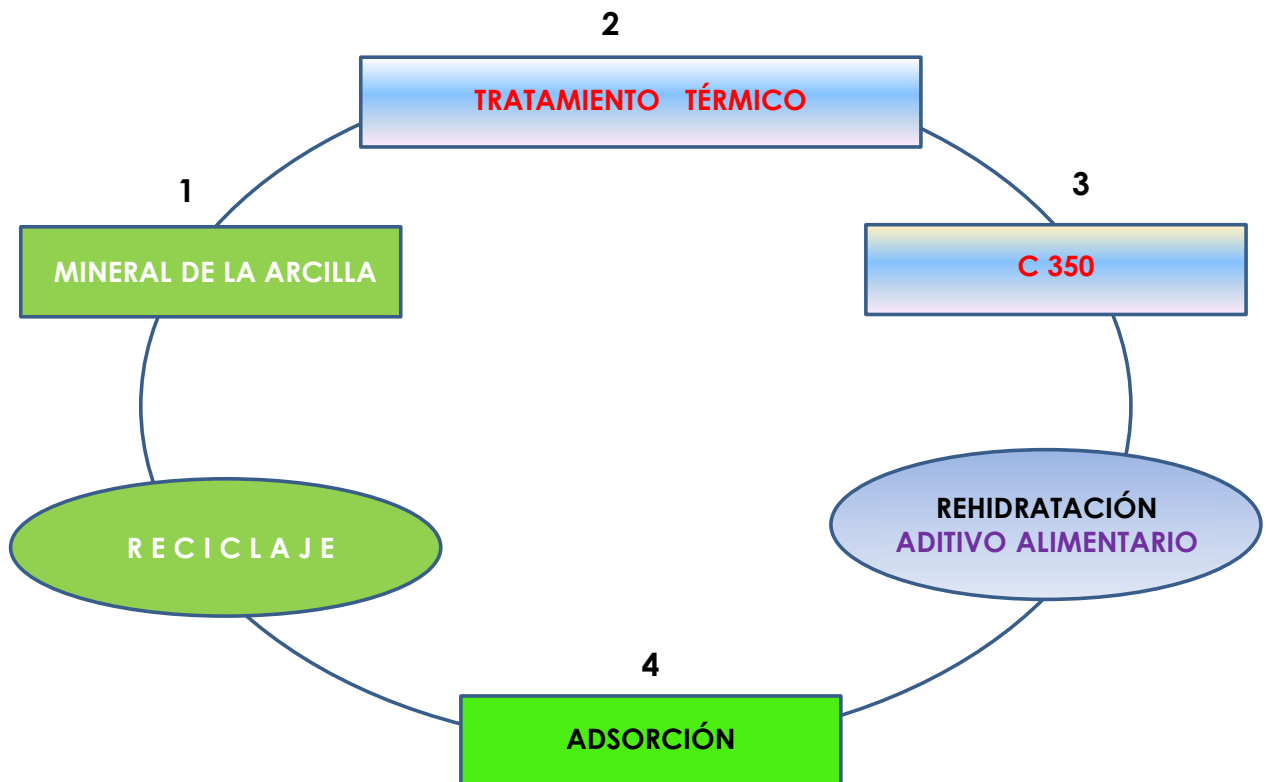 2
TRATAMIENTO TÉRMICO
1
MINERAL DE LA ARCILLA
3
C 350
REHIDRATACIÓN
ADITIVO ALIMENTARIO
R E C I C L A J E
4
ADSORCIÓN